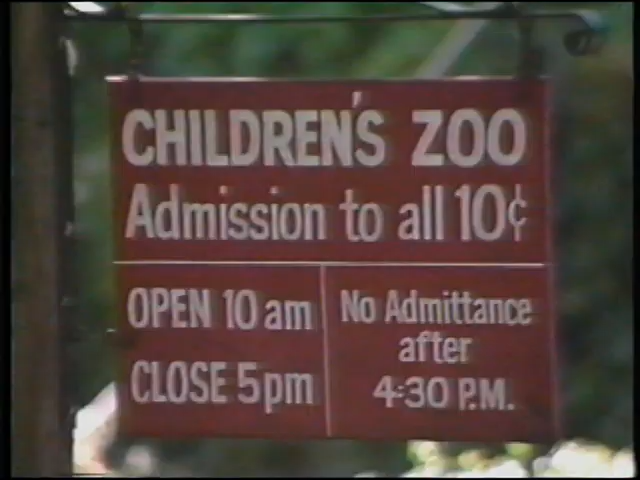 CHILDREN'S ZOO
Admission to all 10¢
OPEN 10 am
CLOSE 5 pm
No Admittance
after
4:30 P.M.